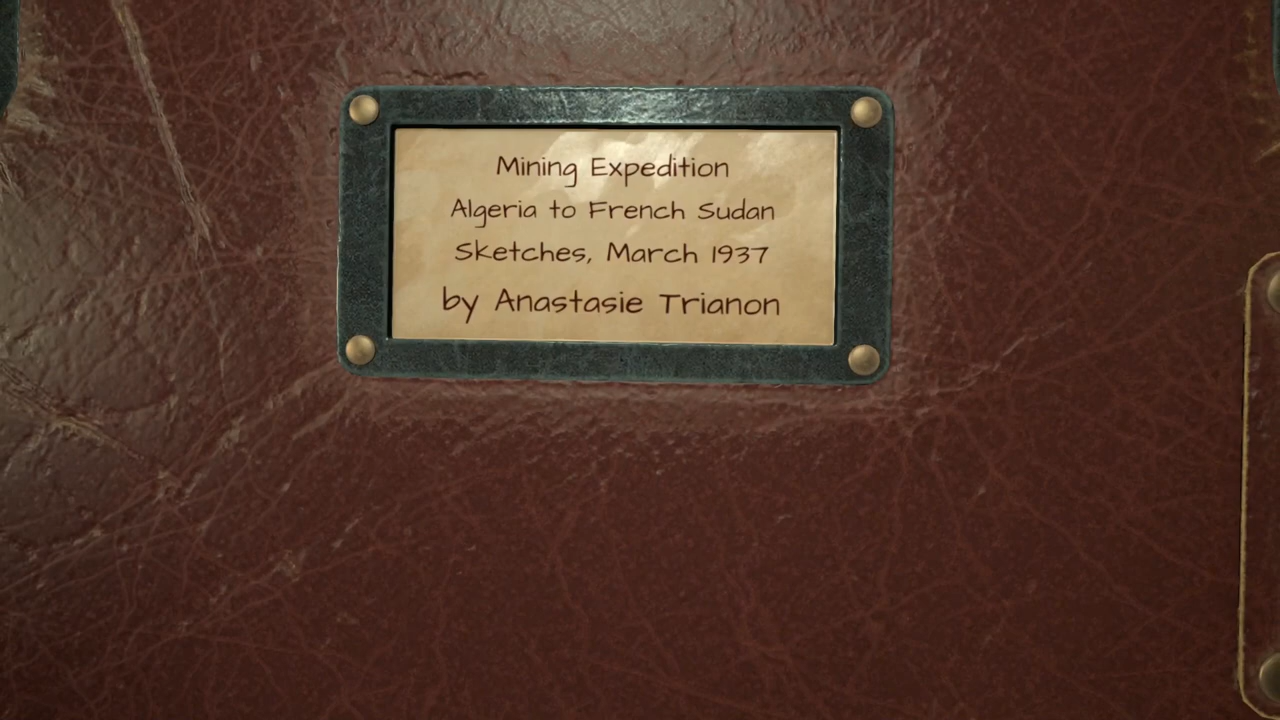 Mining Expedition
Algeria to French Sudan
Sketches, March 1937
by Anastasie Trianon